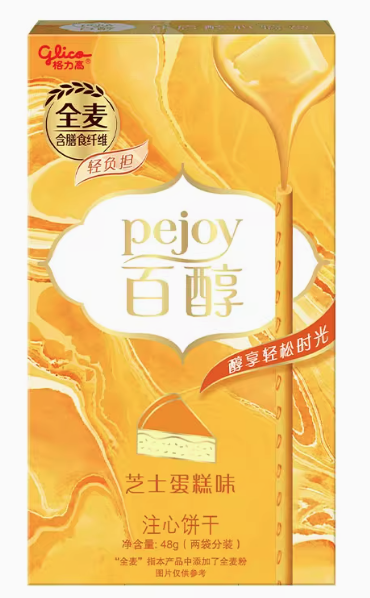 Glico
格力高
全麦
含膳食纤维
轻负担
pejoy
百醇
醇享轻松时光
芝士蛋糕味
注心饼干
净含量: 48g（两袋分装）
“全麦”指本产品中添加了全麦粉
图片仅供参考